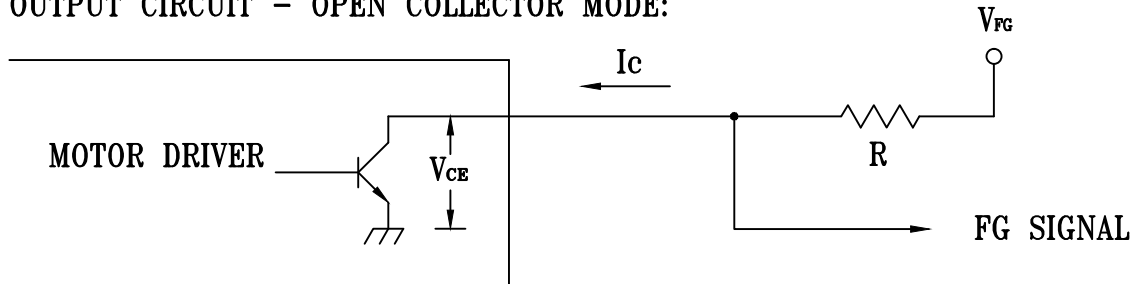 OUTPUT CIRCUIT - OPEN COLLECTOR MODE:
VFG
Ic
MOTOR DRIVER
VCE
R
FG SIGNAL